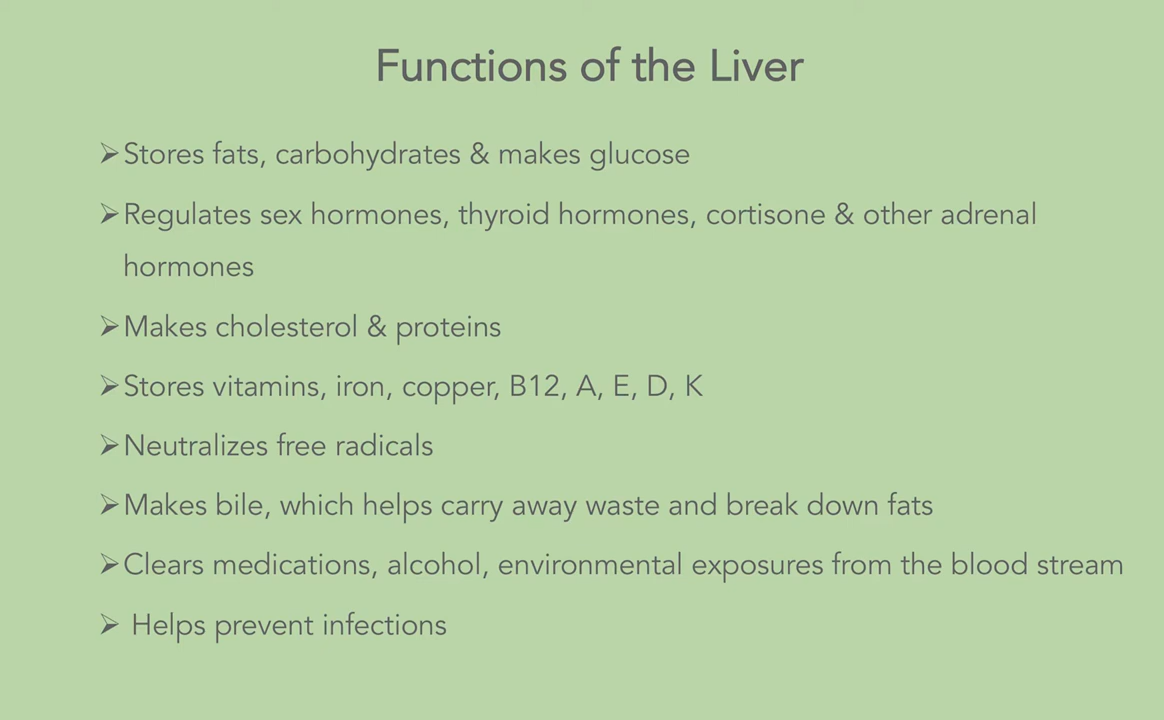 Functions of the Liver
➢Stores fats, carbohydrates & makes glucose
➢Regulates sex hormones, thyroid hormones, cortisone & other adrenal
hormones
➢Makes cholesterol & proteins
➢Stores vitamins, iron, copper, B12, A, E, D, K
➢Neutralizes free radicals
➢Makes bile, which helps carry away waste and break down fats
➢Clears medications, alcohol, environmental exposures from the blood stream
➢ Helps prevent infections